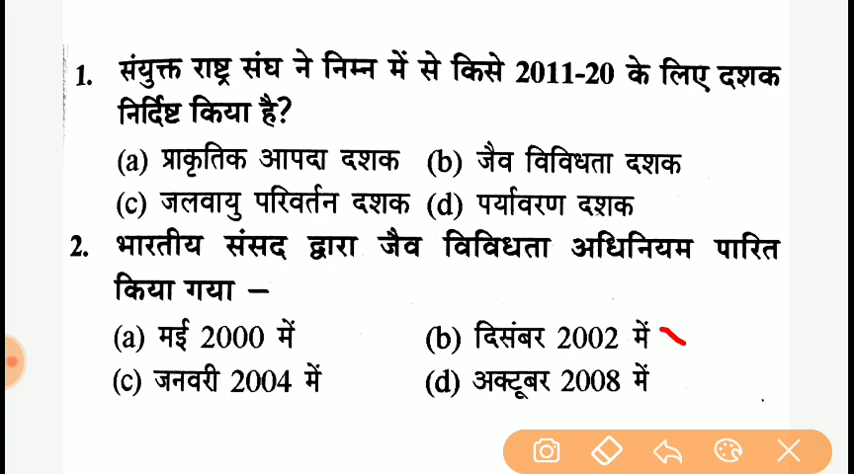 1. संयुक्त राष्ट्र संघ ने निम्न में से किसे 2011-20 के लिए दशक
निर्दिष्ट किया है?
(a) प्राकृतिक आपदा दशक (b) जैव विविधता दशक
(c) जलवायु परिवर्तन दशक (d) पर्यावरण दशक
2. भारतीय संसद द्वारा जैव विविधता अधिनियम पारित
किया गया –
(a) मई 2000 में (b) दिसंबर 2002 में
(c) जनवरी 2004 में (d) अक्टूबर 2008 में